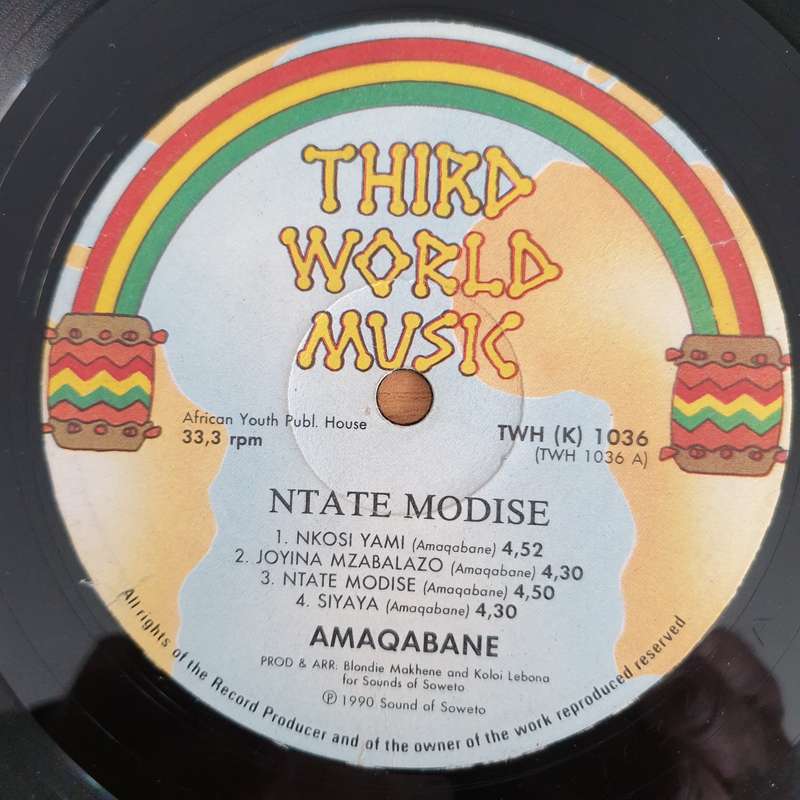 THIRD
WORLD
MUSIC
African Youth Publ. House
33,3 rpm
TWH (K) 1036
(TWH 1036 A)
NTATE MODISE
1. NKOSI YAMI (Amaqabane) 4,52
2. JOYINA MZABALAZO (Amaqabane) 4,30
3. NTATE MODISE (Amaqabane) 4,50
4. SIYAYA (Amaqabane) 4,30
AMAQABANE
PROD & ARR: Blondie Makhene and Koloi Lebona
for Sounds of Soweto
℗ 1990 Sound of Soweto
All rights of the Record Producer and of the owner of the work reproduced reserved